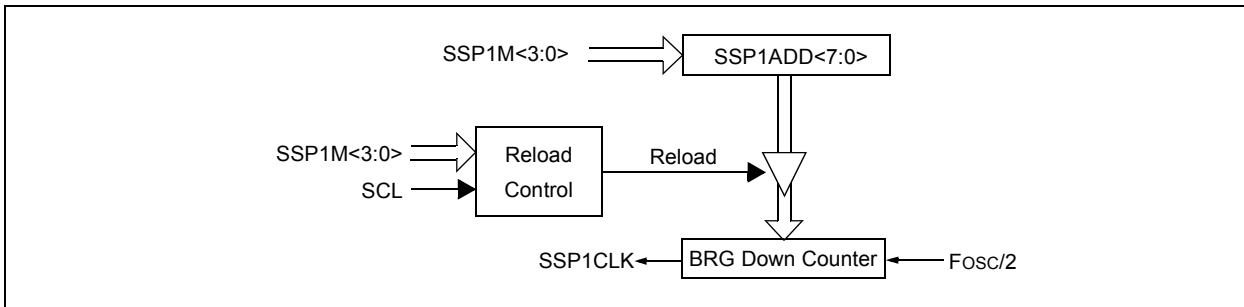 SSP1M<3:0>
SSP1ADD<7:0>
SSP1M<3:0>
SCL
Reload
Control
Reload
SSP1CLK
BRG Down Counter
FOSC/2